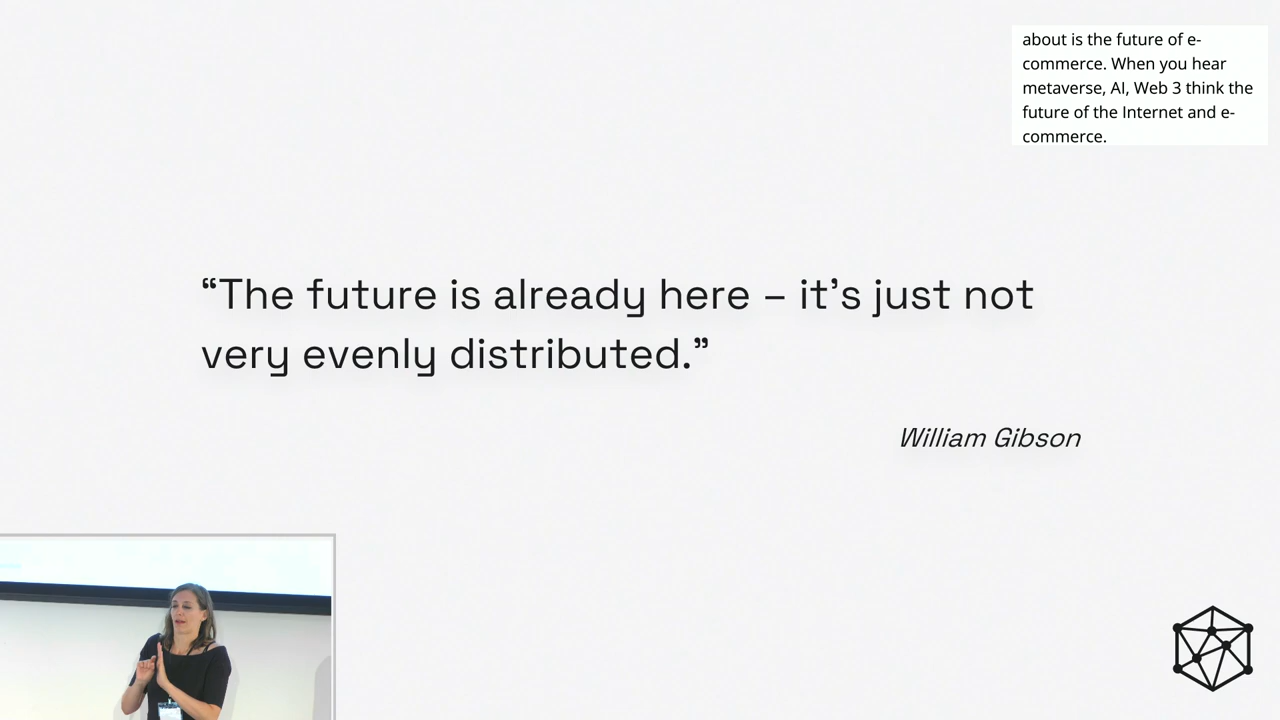 about is the future of e-
commerce. When you hear
metaverse, AI, Web 3 think the
future of the Internet and e-
commerce.
“The future is already here – it’s just not
very evenly distributed.”
William Gibson